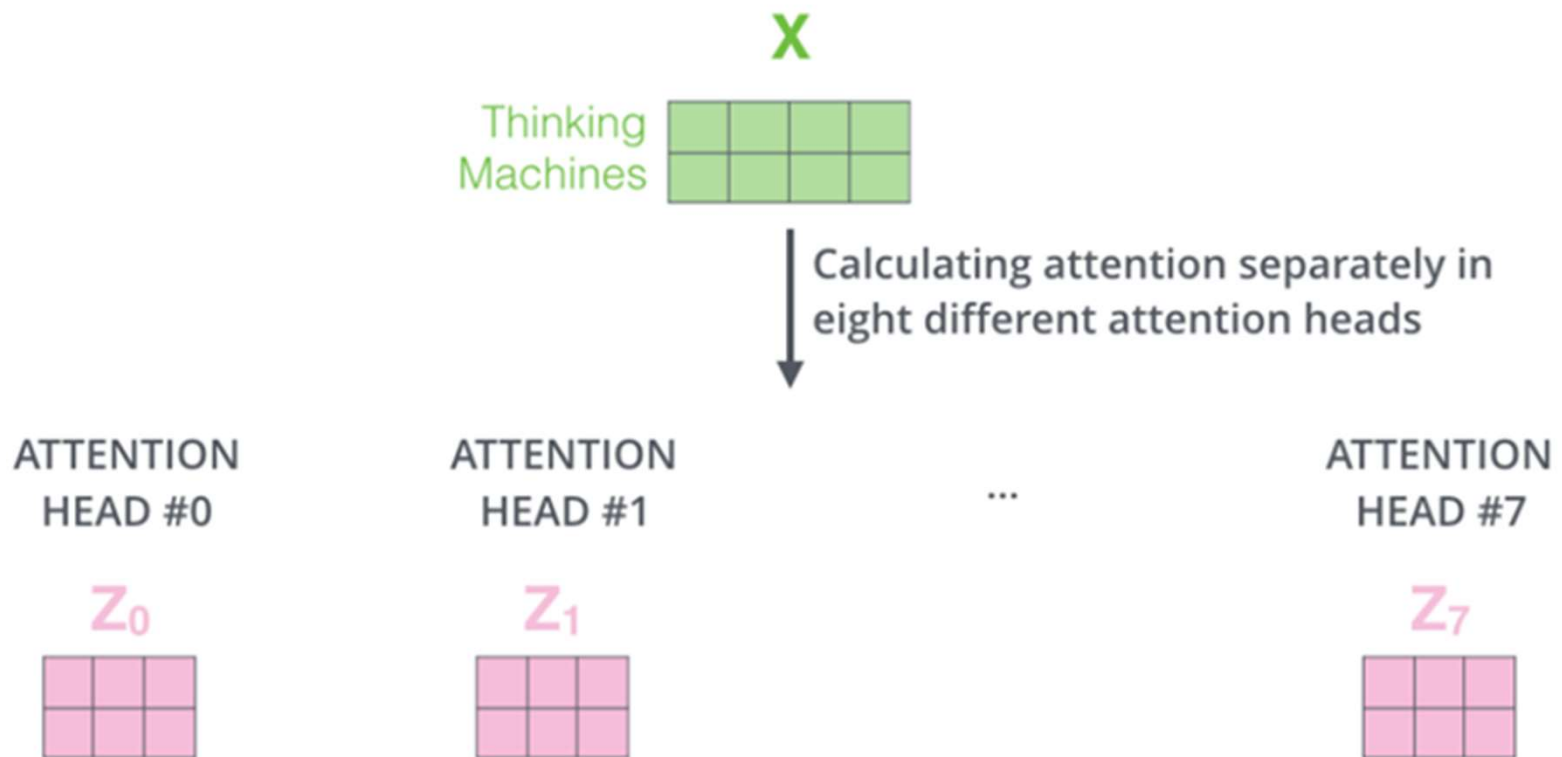 X
Thinking
Machines
Calculating attention separately in
eight different attention heads
ATTENTION
HEAD #0
ATTENTION
HEAD #1
...
ATTENTION
HEAD #7
Z0
Z1
Z7